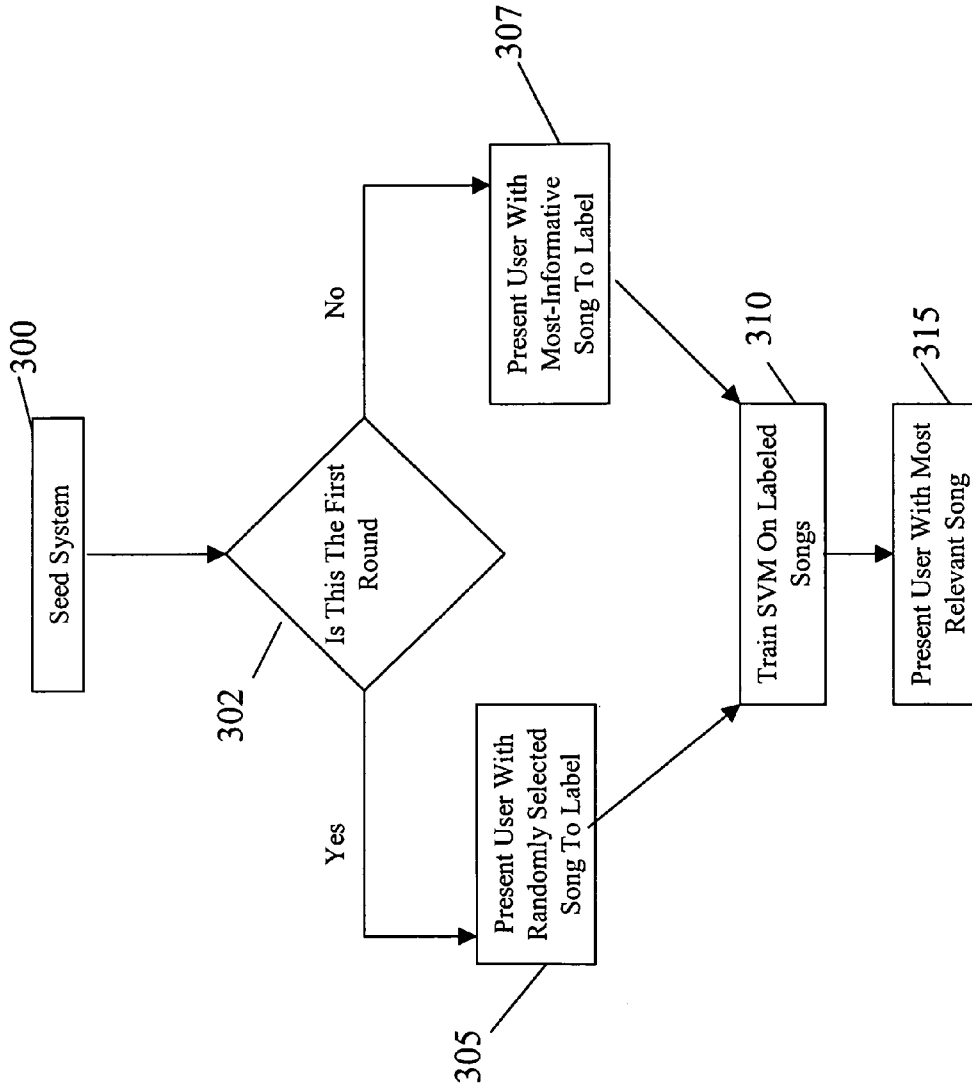 300
Seed System
302
Is This The First
Round
Yes
No
305
Present User With
Randomly Selected
Song To Label
307
Present User With
Most-Informative
Song To Label
310
Train SVM On Labeled
Songs
315
Present User With Most
Relevant Song